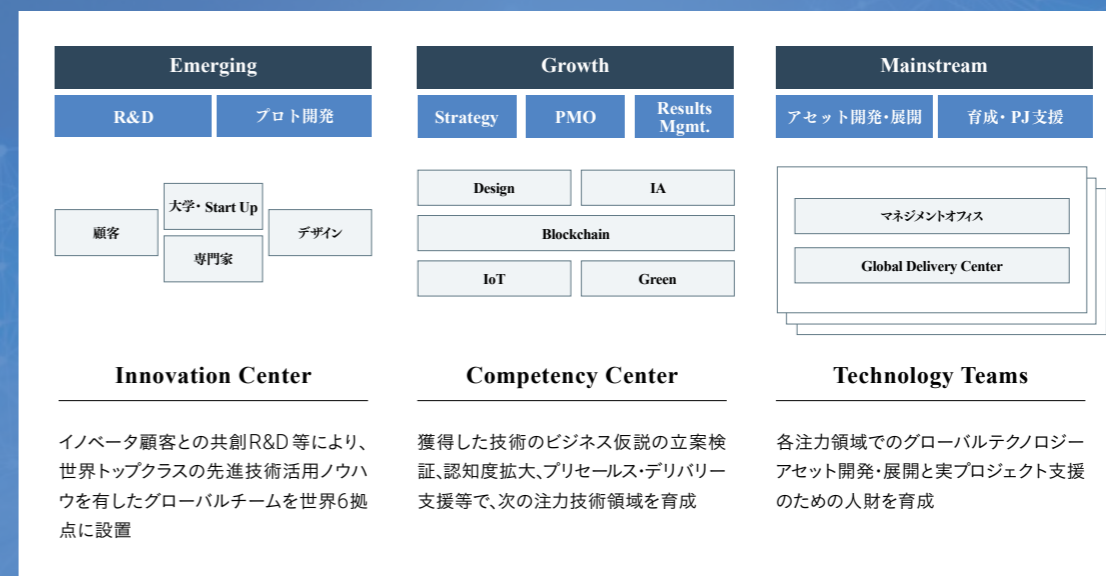 Emerging
R&D
プロト開発
顧客
大学・Start Up
専門家
デザイン
Innovation Center
イノベータ顧客との共創R&D等により、
世界トップクラスの先進技術活用ノウハ
ウを有したグローバルチームを世界6拠
点に設置
Growth
Strategy
PMO
Results
Mgmt.
Design
IA
Blockchain
IoT
Green
Competency Center
獲得した技術のビジネス仮説の立案検
証、認知度拡大、プリセールス・デリバリー
支援等で、次の注力技術領域を育成
Mainstream
アセット開発・展開
育成・PJ支援
マネジメントオフィス
Global Delivery Center
Technology Teams
各注力領域でのグローバルテクノロジー
アセット開発・展開と実プロジェクト支援
のための人財を育成